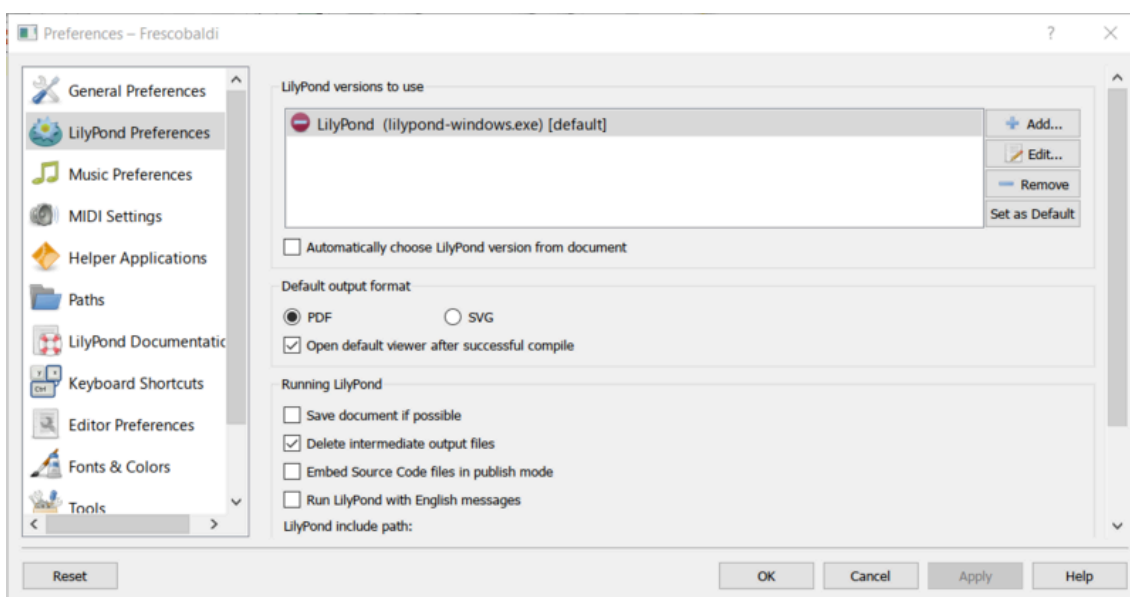 Preferences – Frescobaldi
?
General Preferences
LilyPond Preferences
Music Preferences
MIDI Settings
Helper Applications
Paths
LilyPond Documentatic
Keyboard Shortcuts
Editor Preferences
Fonts & Colors
Tools
LilyPond versions to use
LilyPond (lilypond-windows.exe) [default]
Add...
Edit...
Remove
Set as Default
Automatically choose LilyPond version from document
Default output format
PDF SVG
Open default viewer after successful compile
Running LilyPond
Save document if possible
Delete intermediate output files
Embed Source Code files in publish mode
Run LilyPond with English messages
LilyPond include path:
Reset OK Cancel Apply Help